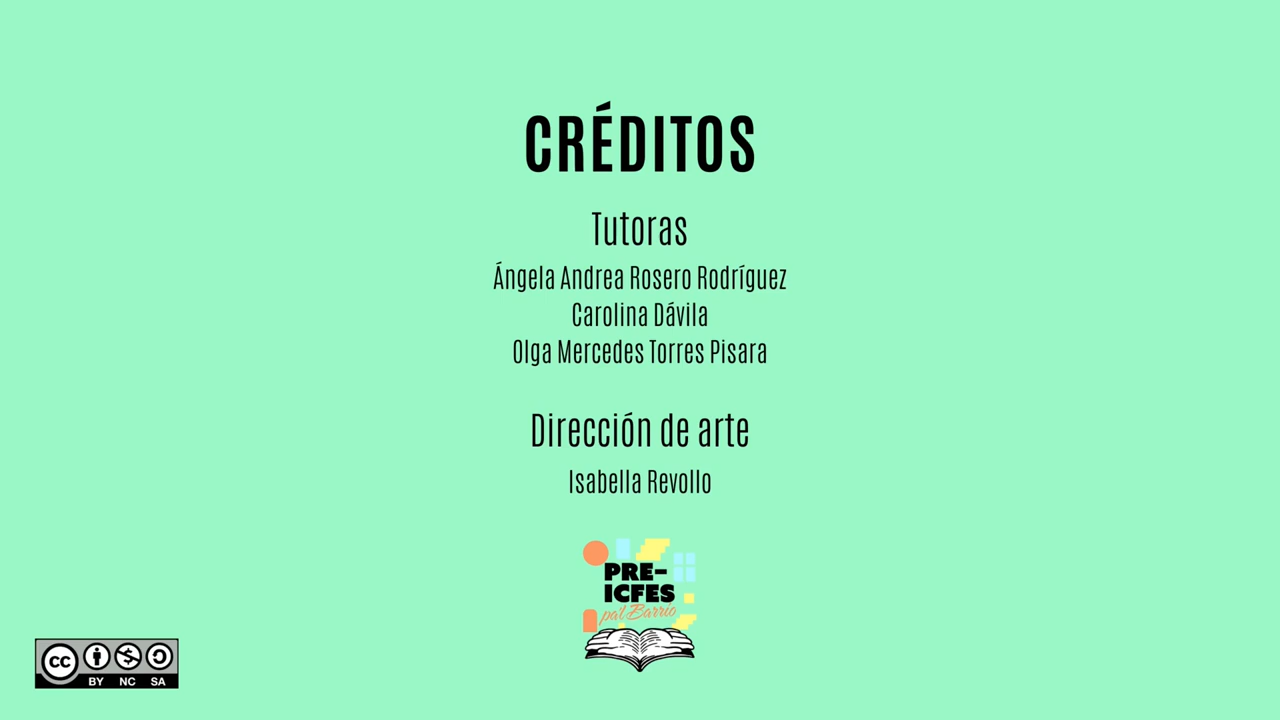 CRÉDITOS
Tutoras
Ángela Andrea Rosero Rodríguez
Carolina Dávila
Olga Mercedes Torres Pisara
Dirección de arte
Isabella Revollo
PRE-
ICFES
pa'l Barrio
cc
BY NC SA